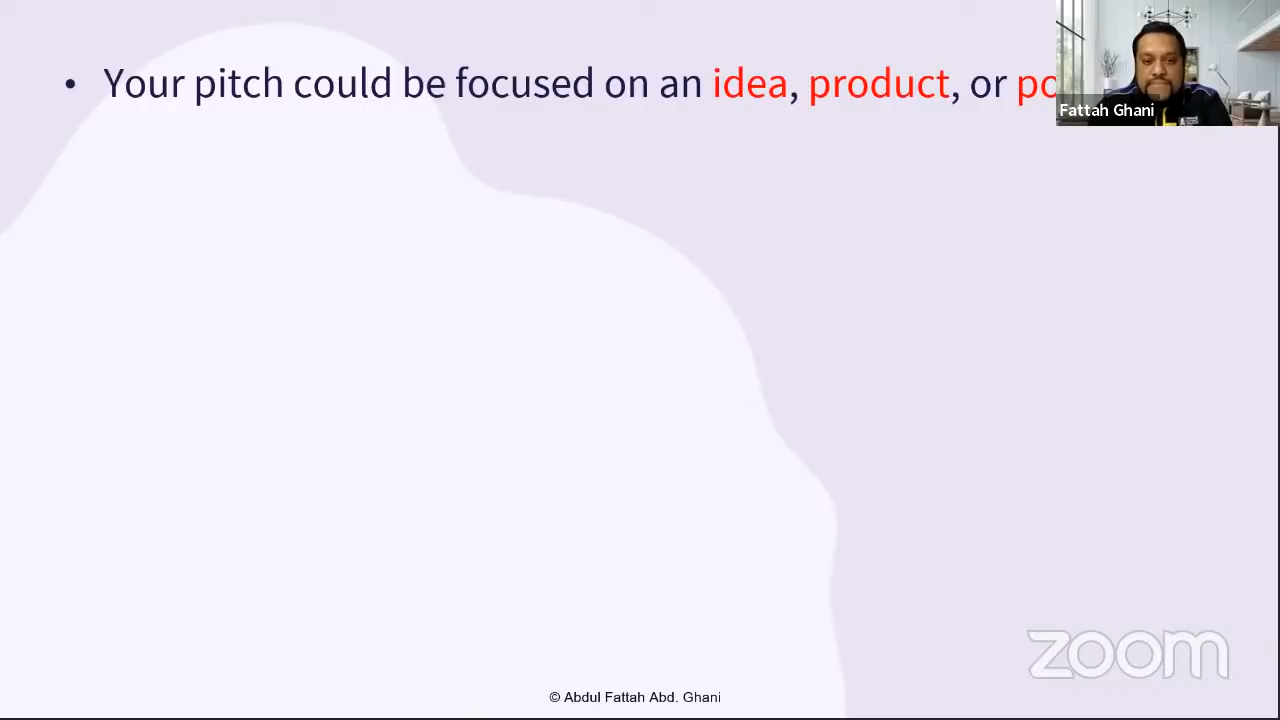 • Your pitch could be focused on an idea, product, or
Fattah Ghani
zoom
© Abdul Fattah Abd. Ghani